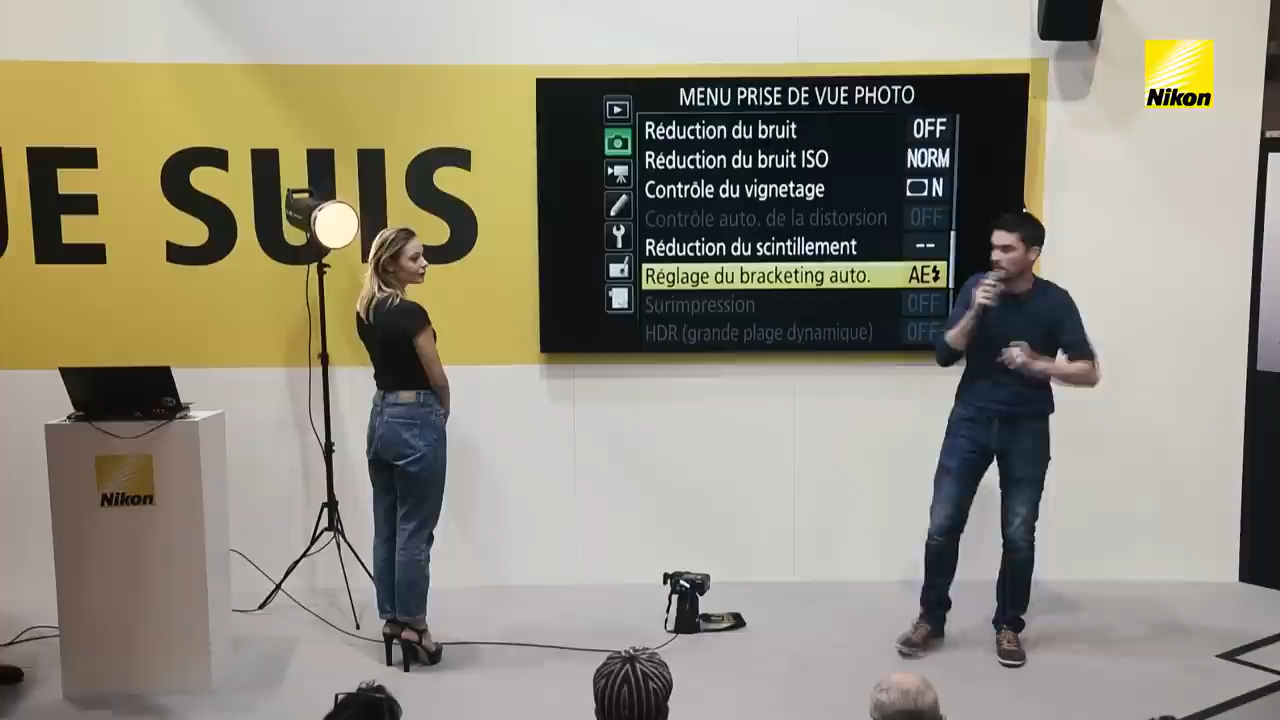 UE SUIS
MENU PRISE DE VUE PHOTO
Réduction du bruit OFF
Réduction du bruit ISO NORM
Contrôle du vignetage N
Contrôle auto. de la distorsion OFF
Réduction du scintillement --
Réglage du bracketing auto. AE
Surimpression OFF
HDR (grande plage dynamique) OFF
Nikon
Nikon